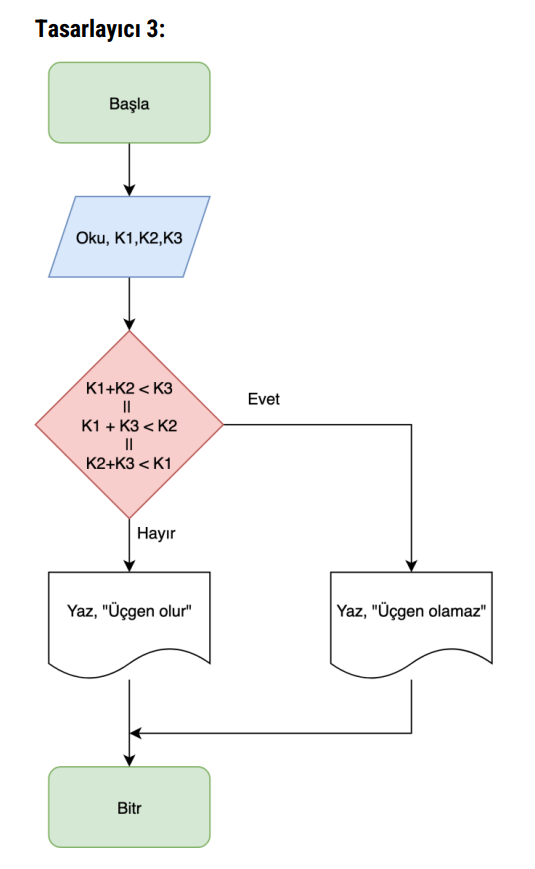 Tasarlayıcı 3:
Başla
Oku, K1,K2,K3
K1+K2 < K3
||
K1 + K3 < K2
||
K2+K3 < K1
Evet
Hayır
Yaz, "Üçgen olur"
Yaz, "Üçgen olamaz"
Bitr